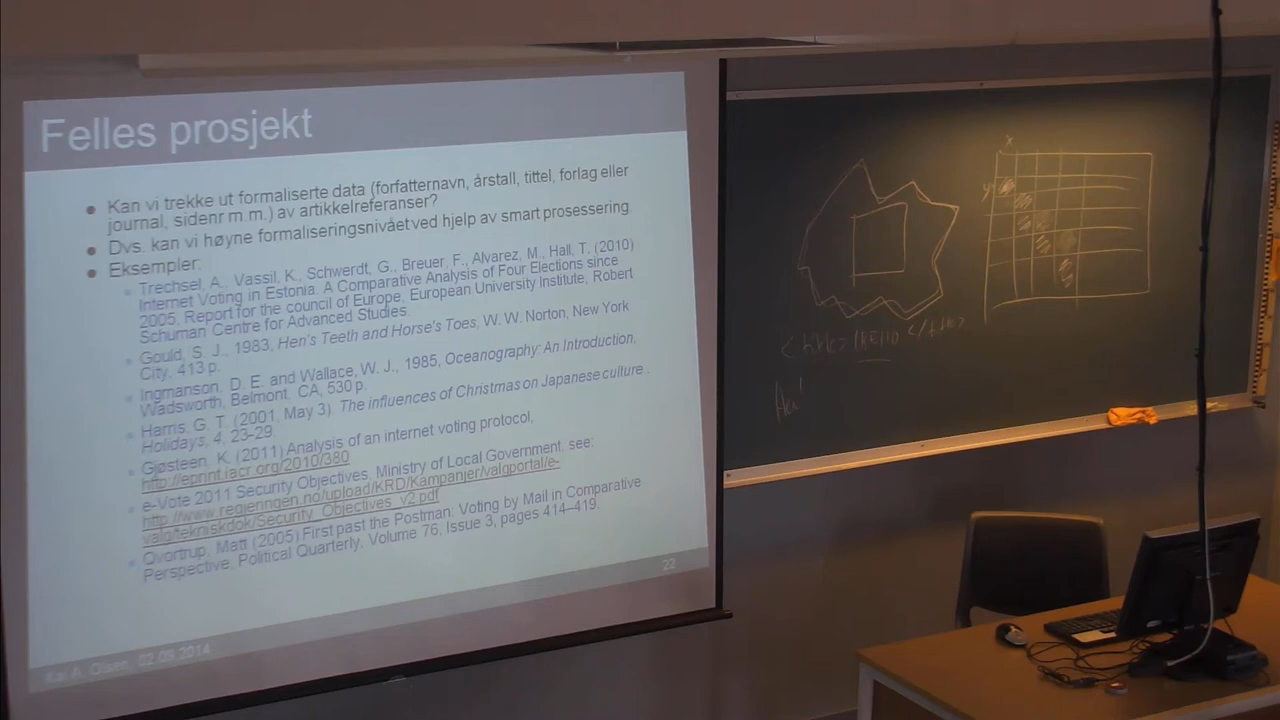 Felles prosjekt
Kan vi trekke ut formaliserte data (forfatternavn, årstall, tittel, forlag eller
journal, sidenr m.m.) av artikkelreferanser?
Dvs. kan vi høyne formaliseringsnivået ved hjelp av smart prosessering.
Eksempler:
Trechsel, A., Vassil, K., Schwerdt, G., Breuer, F., Alvarez, M., Hall, T. (2010)
Internet Voting in Estonia. A Comparative Analysis of Four Elections since
2005, Report for the council of Europe, European University Institute, Robert
Schuman Centre for Advanced Studies.
Gould, S. J., 1983, Hen's Teeth and Horse's Toes, W. W. Norton, New York
City, 413 p.
Ingmanson, D. E. and Wallace, W. J., 1985, Oceanography: An Introduction,
Wadsworth, Belmont, CA, 530 p.
Harris, G. T. (2001, May 3). The influences of Christmas on Japanese culture.
Holidays, 4, 23-29.
Gjøsteen, K. (2011) Analysis of an internet voting protocol,
http://eprint.iacr.org/2010/380
e-Vote 2011 Security Objectives, Ministry of Local Government, see:
http://www.regjeringen.no/upload/KRD/Kampanjer/valgportal/e-
valg/tekniskdok/Security_Objectives_v2.pdf
Qvortrup, Matt (2005) First past the Postman: Voting by Mail in Comparative
Perspective, Political Quarterly, Volume 76, Issue 3, pages 414–419.
22
Kai A. Olsen, 02.09.2014
x
y